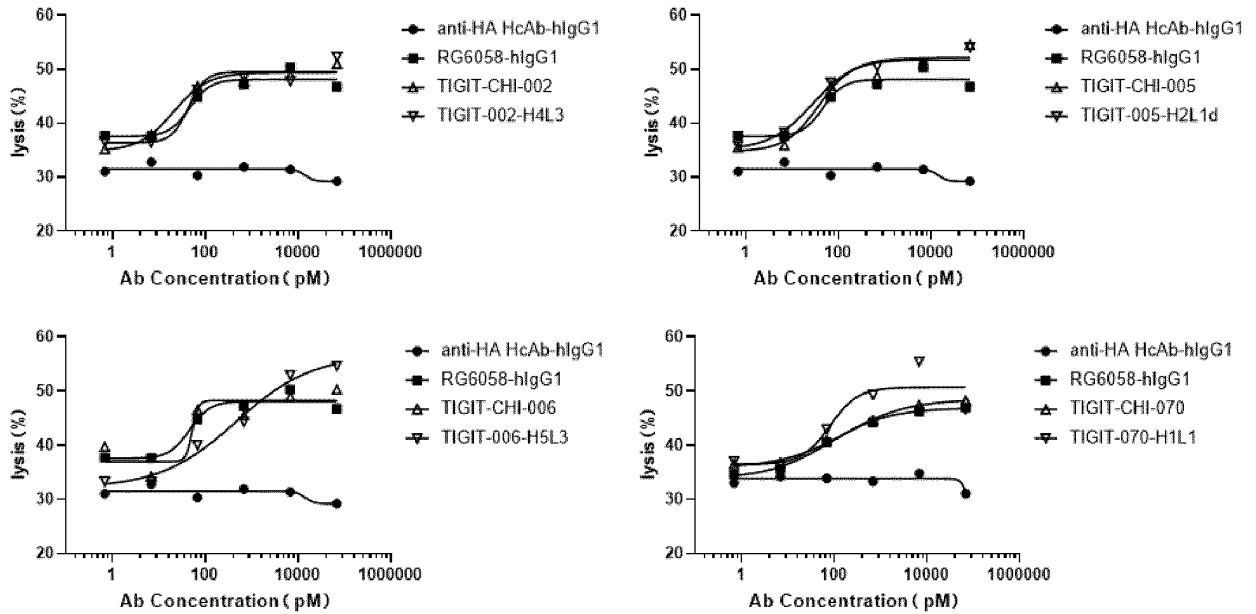 60
50
40
30
20
lysis (%)
1 100 10000 1000000
Ab Concentration ( pM)
anti-HA HcAb-hIgG1
RG6058-hIgG1
TIGIT-CHI-002
TIGIT-002-H4L3
60
50
40
30
20
lysis (%)
1 100 10000 1000000
Ab Concentration ( pM)
anti-HA HcAb-hIgG1
RG6058-hIgG1
TIGIT-CHI-005
TIGIT-005-H2L1d
60
50
40
30
20
lysis (%)
1 100 10000 1000000
Ab Concentration ( pM)
anti-HA HcAb-hIgG1
RG6058-hIgG1
TIGIT-CHI-006
TIGIT-006-H5L3
60
50
40
30
20
lysis (%)
1 100 10000 1000000
Ab Concentration ( pM)
anti-HA HcAb-hIgG1
RG6058-hIgG1
TIGIT-CHI-070
TIGIT-070-H1L1